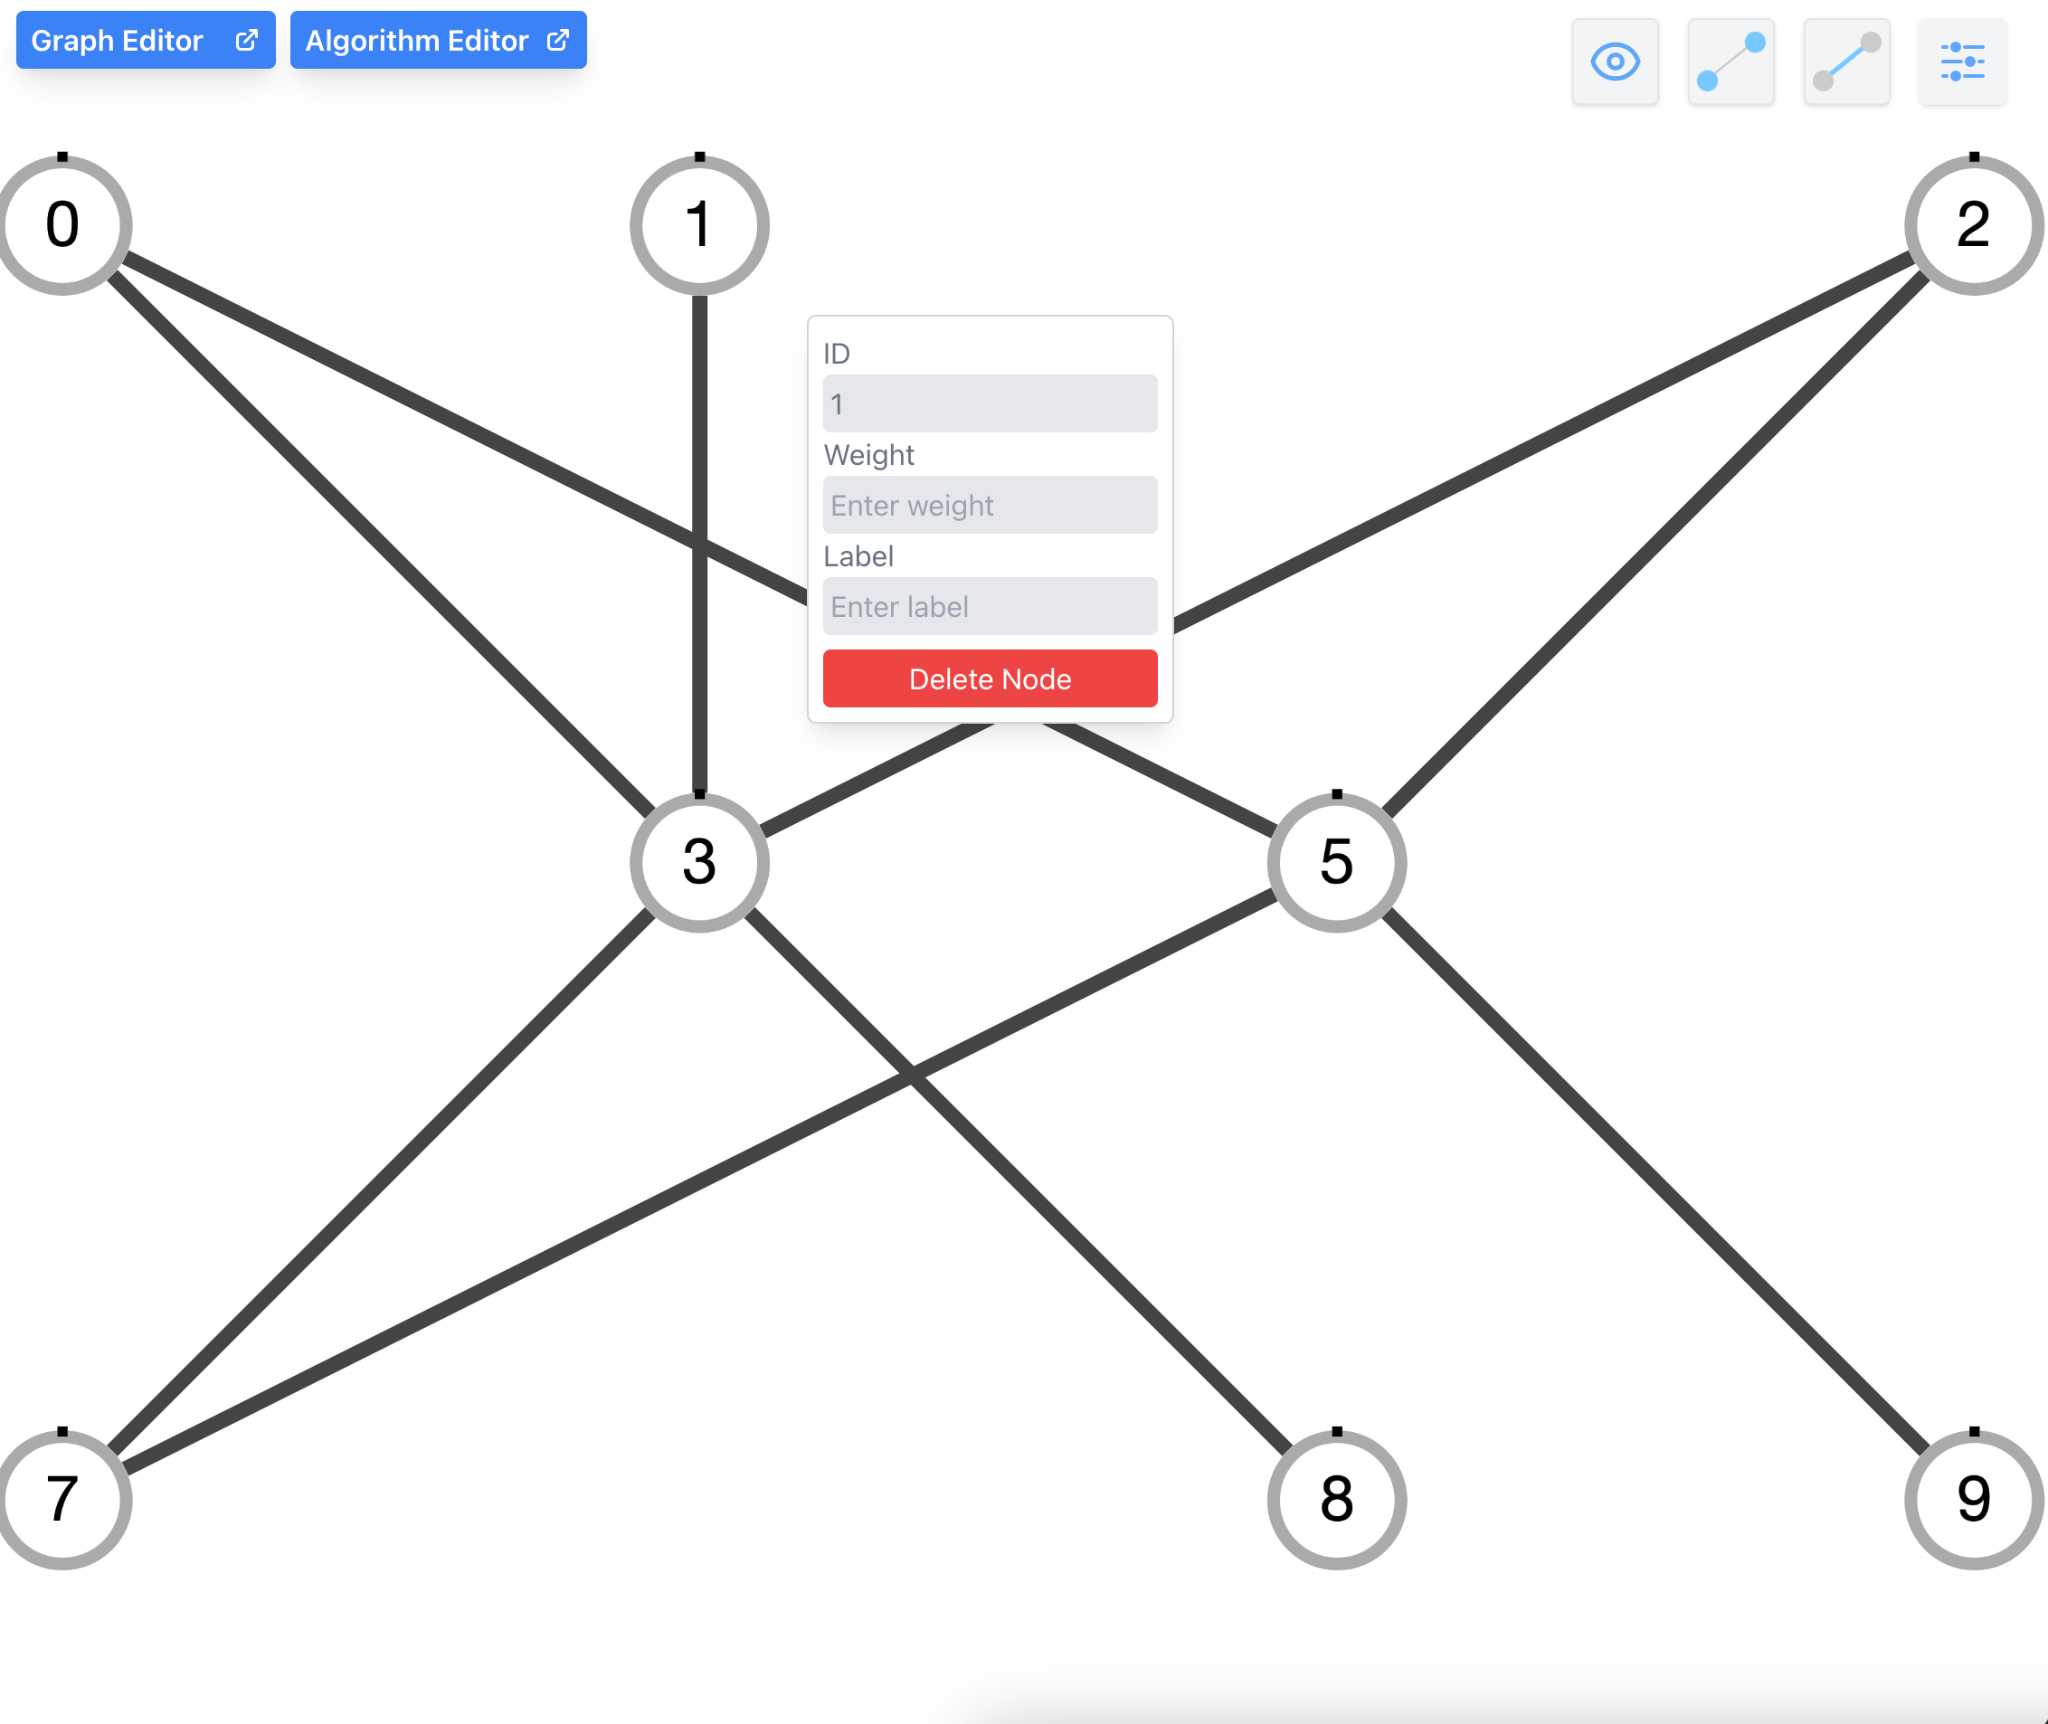 Graph Editor Algorithm Editor
0 1 2
ID
1
Weight
Enter weight
Label
Enter label
Delete Node
3 5
7 8 9